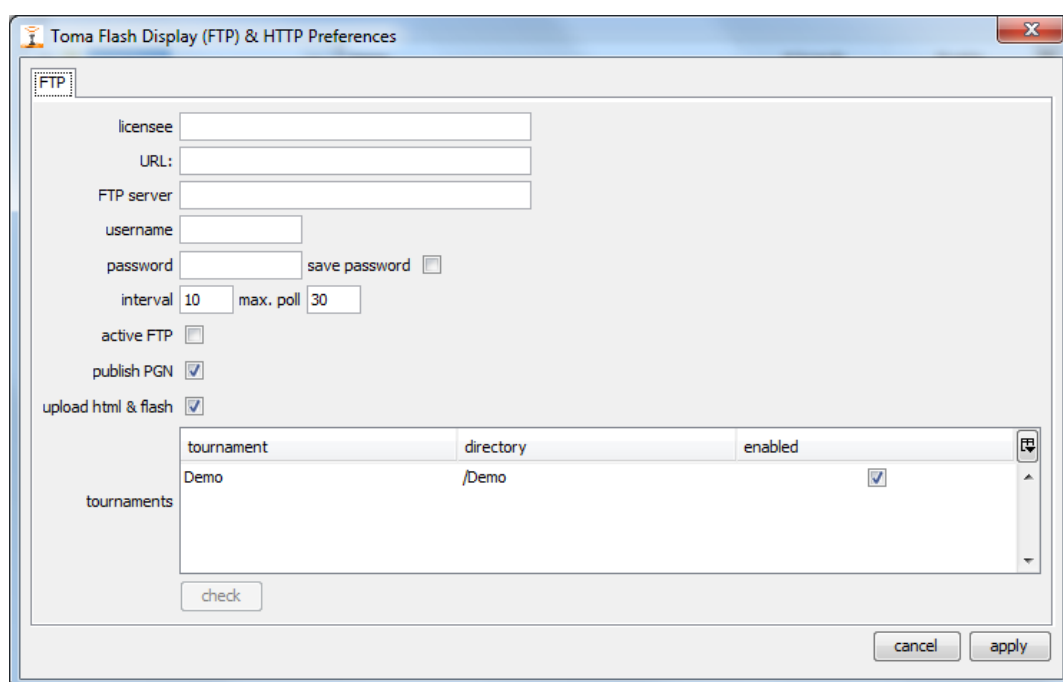 Toma Flash Display (FTP) & HTTP Preferences
FTP
licensee
URL:
FTP server
username
password save password
interval 10 max. poll 30
active FTP
publish PGN
upload html & flash
tournament directory enabled
Demo /Demo
tournaments
check
cancel apply